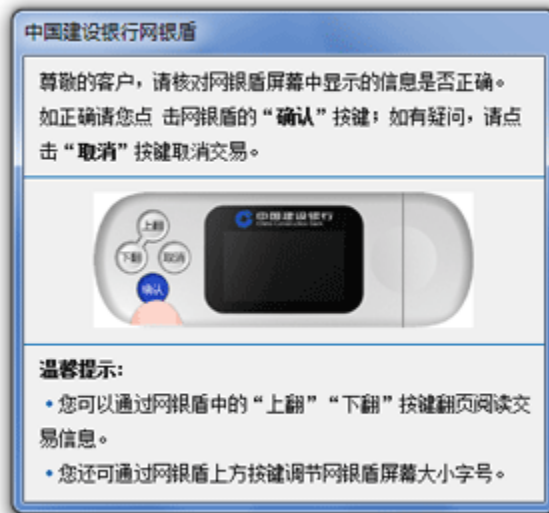 中国建设银行网银盾
尊敬的客户，请核对网银盾屏幕中显示的信息是否正确。
如正确请您点 击网银盾的“确认”按键；如有疑问，请点
击“取消”按键取消交易。
中国建设银行
China Construction Bank
上翻
下翻
取消
确认
温馨提示:
•您可以通过网银盾中的“上翻”“下翻”按键翻页阅读交
易信息。
•您还可通过网银盾上方按键调节网银盾屏幕大小字号。